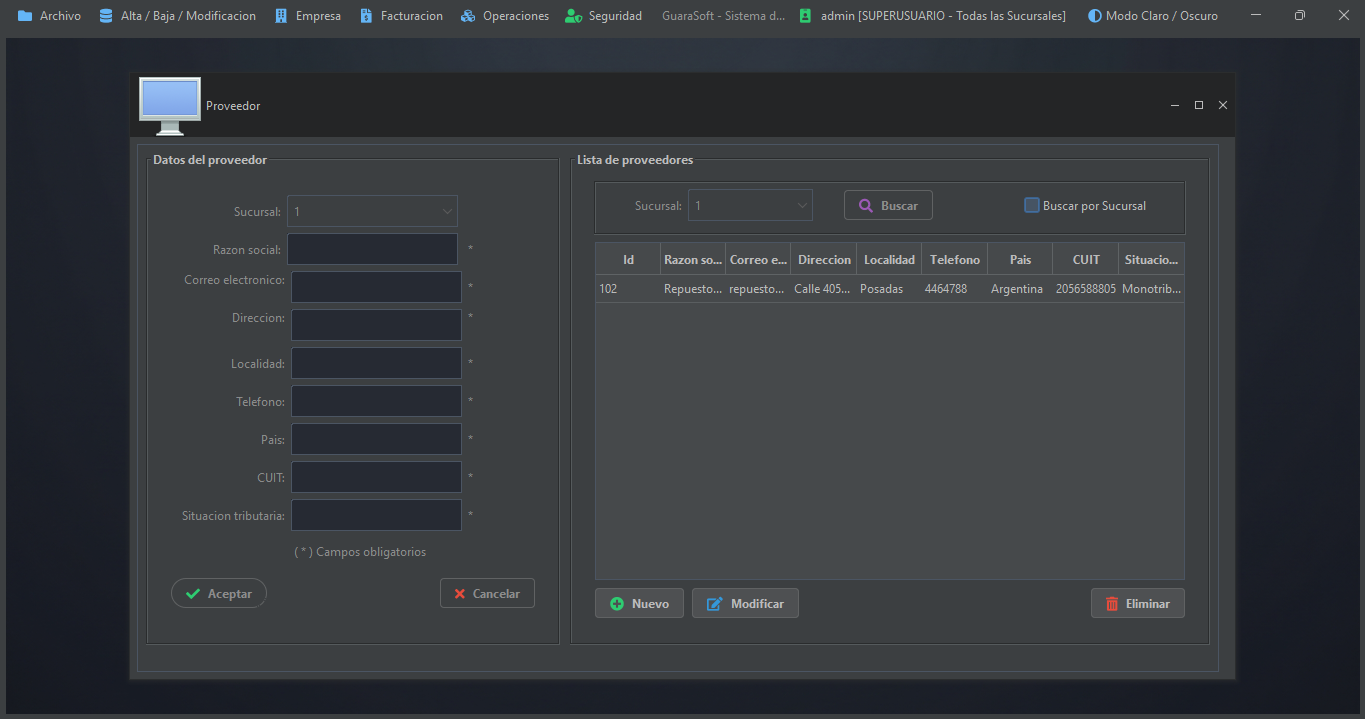 Archivo Alta / Baja / Modificacion Empresa Facturacion Operaciones Seguridad GuaraSoft - Sistema d... admin [SUPERUSUARIO - Todas las Sucursales] Modo Claro / Oscuro
Proveedor
Datos del proveedor
Sucursal: 1
Razon social: *
Correo electronico: *
Direccion: *
Localidad: *
Telefono: *
Pais: *
CUIT: *
Situacion tributaria: *
( * ) Campos obligatorios
Aceptar Cancelar
Lista de proveedores
Sucursal: 1 Buscar Buscar por Sucursal
Id Razon so... Correo e... Direccion Localidad Telefono Pais CUIT Situacio...
102 Repuesto... repuesto... Calle 405... Posadas 4464788 Argentina 2056588805 Monotrib...
Nuevo Modificar Eliminar